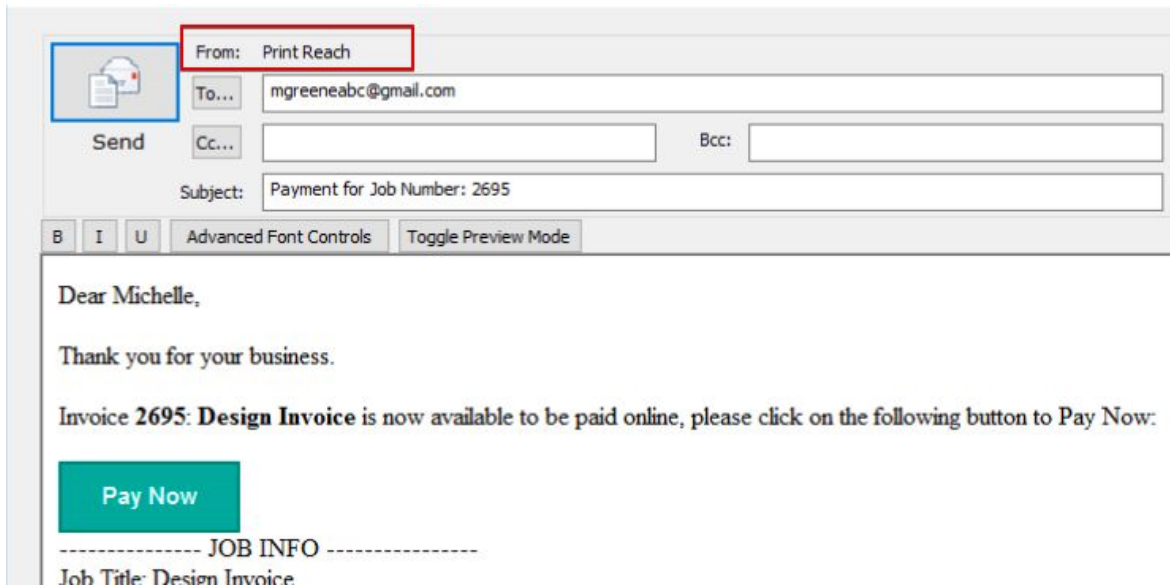 From: Print Reach
To... mgreeneabc@gmail.com
Send Cc... Bcc:
Subject: Payment for Job Number: 2695
B I U Advanced Font Controls Toggle Preview Mode
Dear Michelle,
Thank you for your business.
Invoice 2695: Design Invoice is now available to be paid online, please click on the following button to Pay Now:
Pay Now
--------------- JOB INFO ----------------
Job Title: Design Invoice